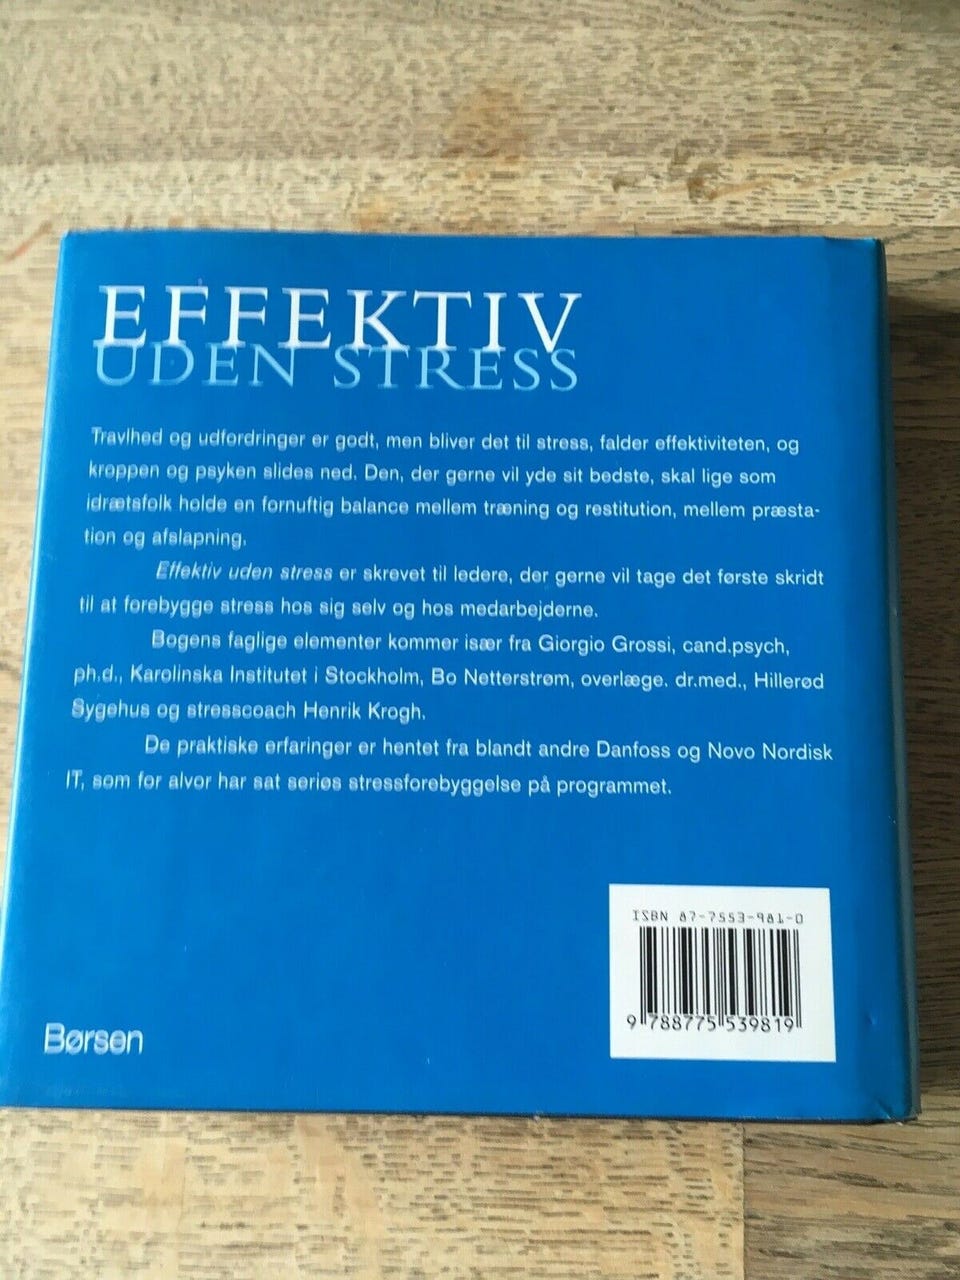 EFFEKTIV
UDEN STRESS
Travlhed og udfordringer er godt, men bliver det til stress, falder effektiviteten, og
kroppen og psyken slides ned. Den, der gerne vil yde sit bedste, skal lige som
idrætsfolk holde en fornuftig balance mellem træning og restitution, mellem præsta-
tion og afslapning.
Effektiv uden stress er skrevet til ledere, der gerne vil tage det første skridt
til at forebygge stress hos sig selv og hos medarbejderne.
Bogens faglige elementer kommer især fra Giorgio Grossi, cand.psych,
ph.d., Karolinska Institutet i Stockholm, Bo Netterstrøm, overlæge. dr.med., Hillerød
Sygehus og stresscoach Henrik Krogh.
De praktiske erfaringer er hentet fra blandt andre Danfoss og Novo Nordisk
IT, som for alvor har sat seriøs stressforebyggelse på programmet.
ISBN 87-7553-981-0
9 788775 539819
Børsen